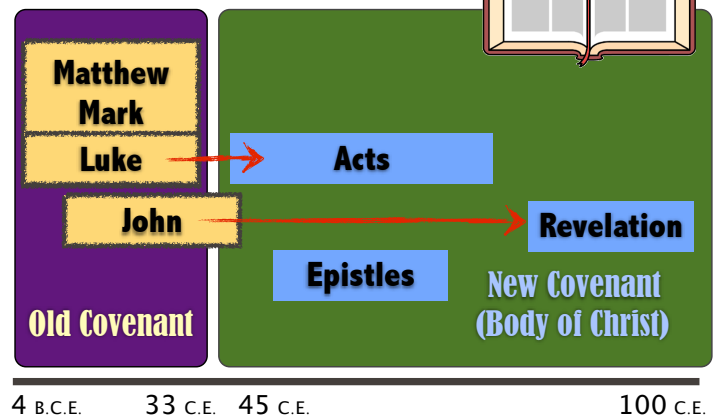 Matthew
Mark
Luke
Acts
John
Revelation
Epistles
Old Covenant
New Covenant
(Body of Christ)
4 B.C.E. 33 C.E. 45 C.E. 100 C.E.